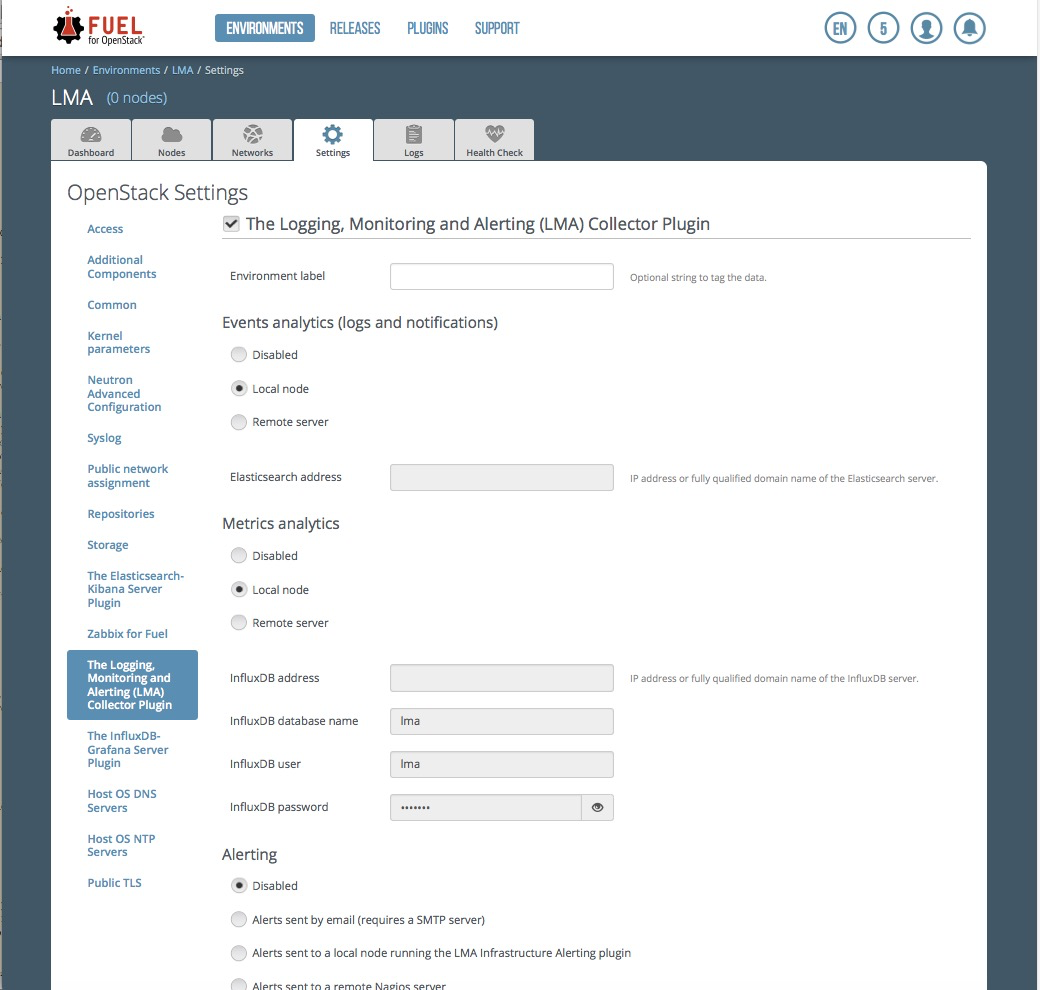 FUEL
for OpenStack
ENVIRONMENTS RELEASES PLUGINS SUPPORT
EN 5
Home / Environments / LMA / Settings
LMA (0 nodes)
Dashboard Nodes Networks Settings Logs Health Check
OpenStack Settings
Access
Additional
Components
Common
Kernel
parameters
Neutron
Advanced
Configuration
Syslog
Public network
assignment
Repositories
Storage
The Elasticsearch-
Kibana Server
Plugin
Zabbix for Fuel
The Logging,
Monitoring and
Alerting (LMA)
Collector Plugin
The InfluxDB-
Grafana Server
Plugin
Host OS DNS
Servers
Host OS NTP
Servers
Public TLS
The Logging, Monitoring and Alerting (LMA) Collector Plugin
Environment label Optional string to tag the data.
Events analytics (logs and notifications)
Disabled
Local node
Remote server
Elasticsearch address IP address or fully qualified domain name of the Elasticsearch server.
Metrics analytics
Disabled
Local node
Remote server
InfluxDB address IP address or fully qualified domain name of the InfluxDB server.
InfluxDB database name lma
InfluxDB user lma
InfluxDB password •••••••
Alerting
Disabled
Alerts sent by email (requires a SMTP server)
Alerts sent to a local node running the LMA Infrastructure Alerting plugin
Alerts sent to a remote Nagios server